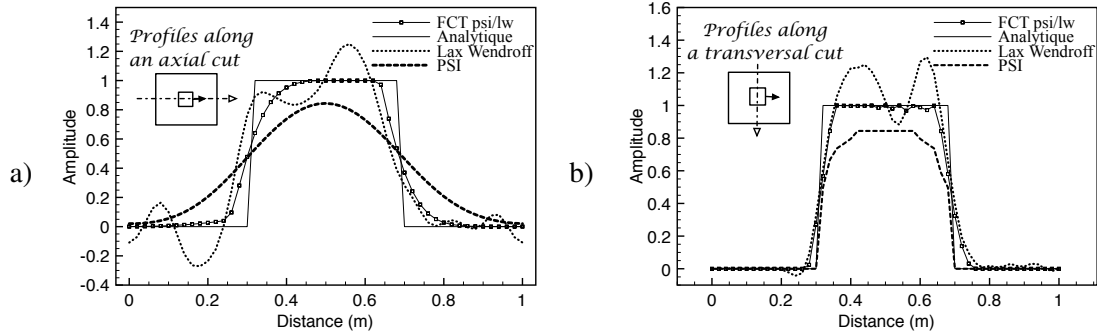 a)
Amplitude
1.4
1.2
1
0.8
0.6
0.4
0.2
0
-0.2
-0.4
Profiles along
an axial cut
FCT psi/lw
Analytique
Lax Wendroff
PSI
0
0.2
0.4
0.6
0.8
1
Distance (m)
b)
Amplitude
1.6
1.4
1.2
1
0.8
0.6
0.4
0.2
0
Profiles along
a transversal cut
FCT psi/lw
Analytique
Lax Wendroff
PSI
0
0.2
0.4
0.6
0.8
1
Distance (m)